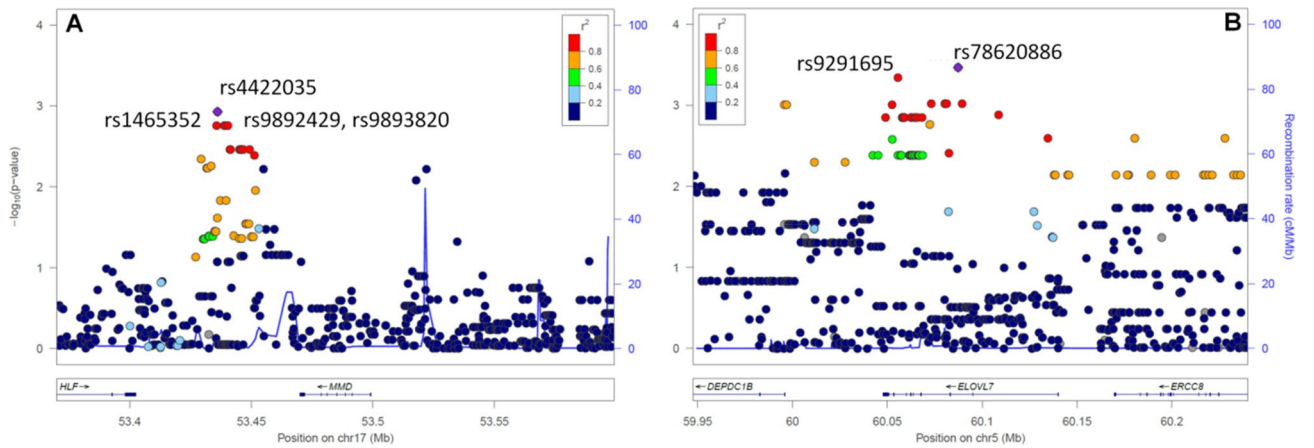 A
B
4
3
2
1
0
−log10(p-value)
rs4422035
rs1465352
rs9892429, rs9893820
r2
0.8
0.6
0.4
0.2
100
80
60
40
20
0
HLF→
←MMD
53.4
53.45
53.5
53.55
Position on chr17 (Mb)
4
3
2
1
0
rs9291695
rs78620886
r2
0.8
0.6
0.4
0.2
100
80
60
40
20
0
Recombination rate (cM/Mb)
←DEPDC1B
←ELOVL7
←ERCC8
59.95
60
60.05
60.1
60.15
60.2
Position on chr5 (Mb)